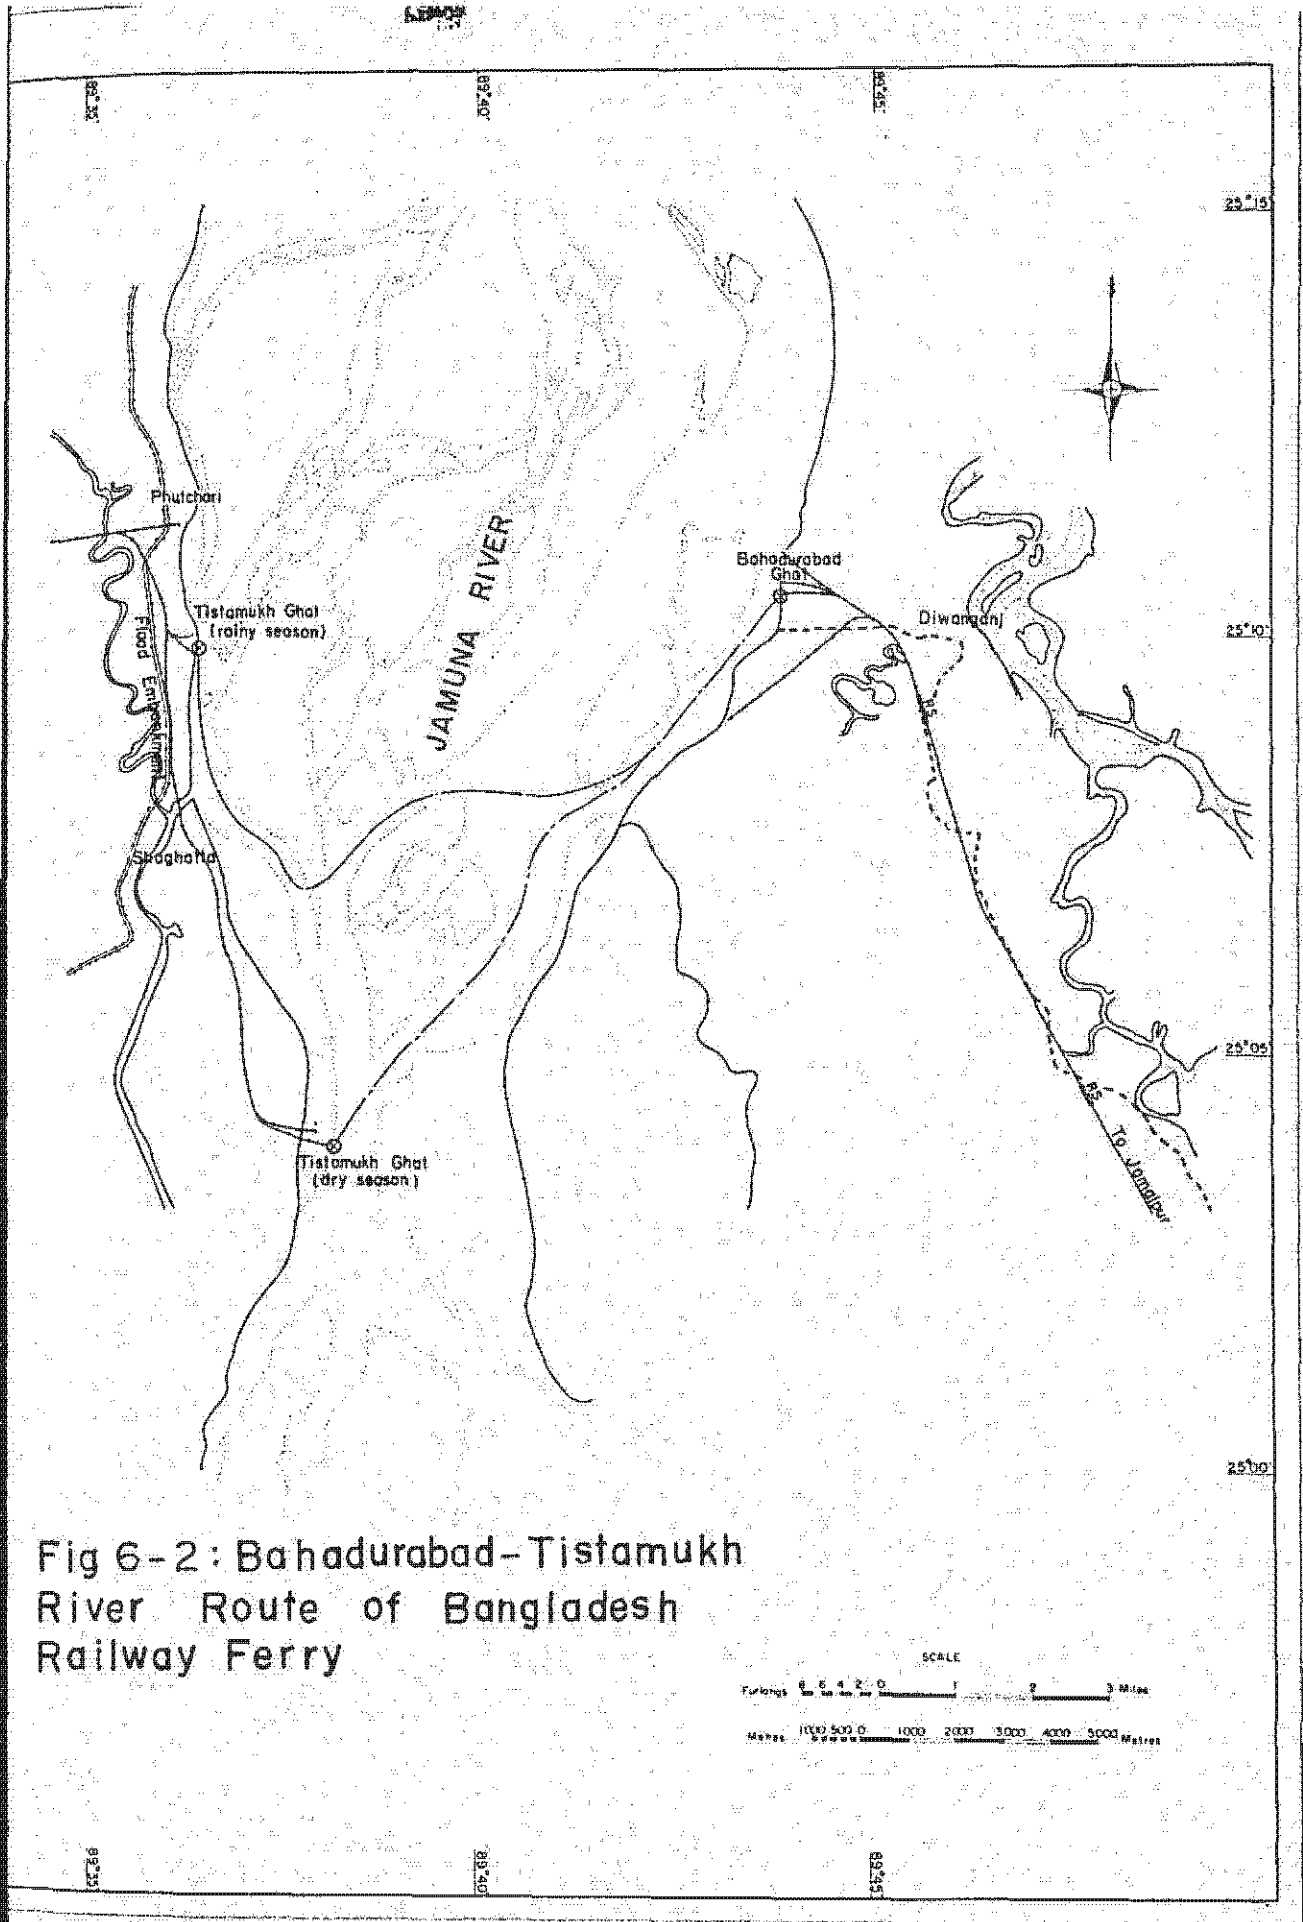 89°35'
89°40'
89°45'
25°15'
Phulchari
Bahadurabad
Ghat
JAMUNA RIVER
Tistamukh Ghat
(rainy season)
Diwanganj
25°10'
Flood Embankment
RS
Shaghatta
25°05'
RS
To Jamalpur
Tistamukh Ghat
(dry season)
25°00'
Fig 6-2: Bahadurabad-Tistamukh
River Route of Bangladesh
Railway Ferry
SCALE
Furlongs 8 6 4 2 0 1 2 3 Miles
Metres 1000 500 0 1000 2000 3000 4000 5000 Metres
89°35'
89°40'
89°45'